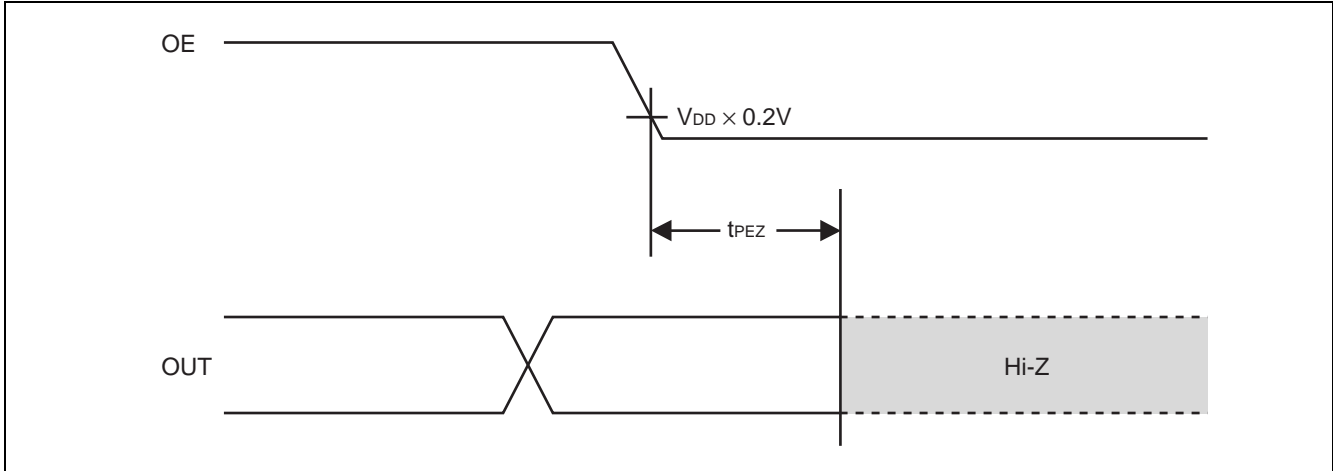 OE
VDD × 0.2V
tPEZ
OUT
Hi-Z